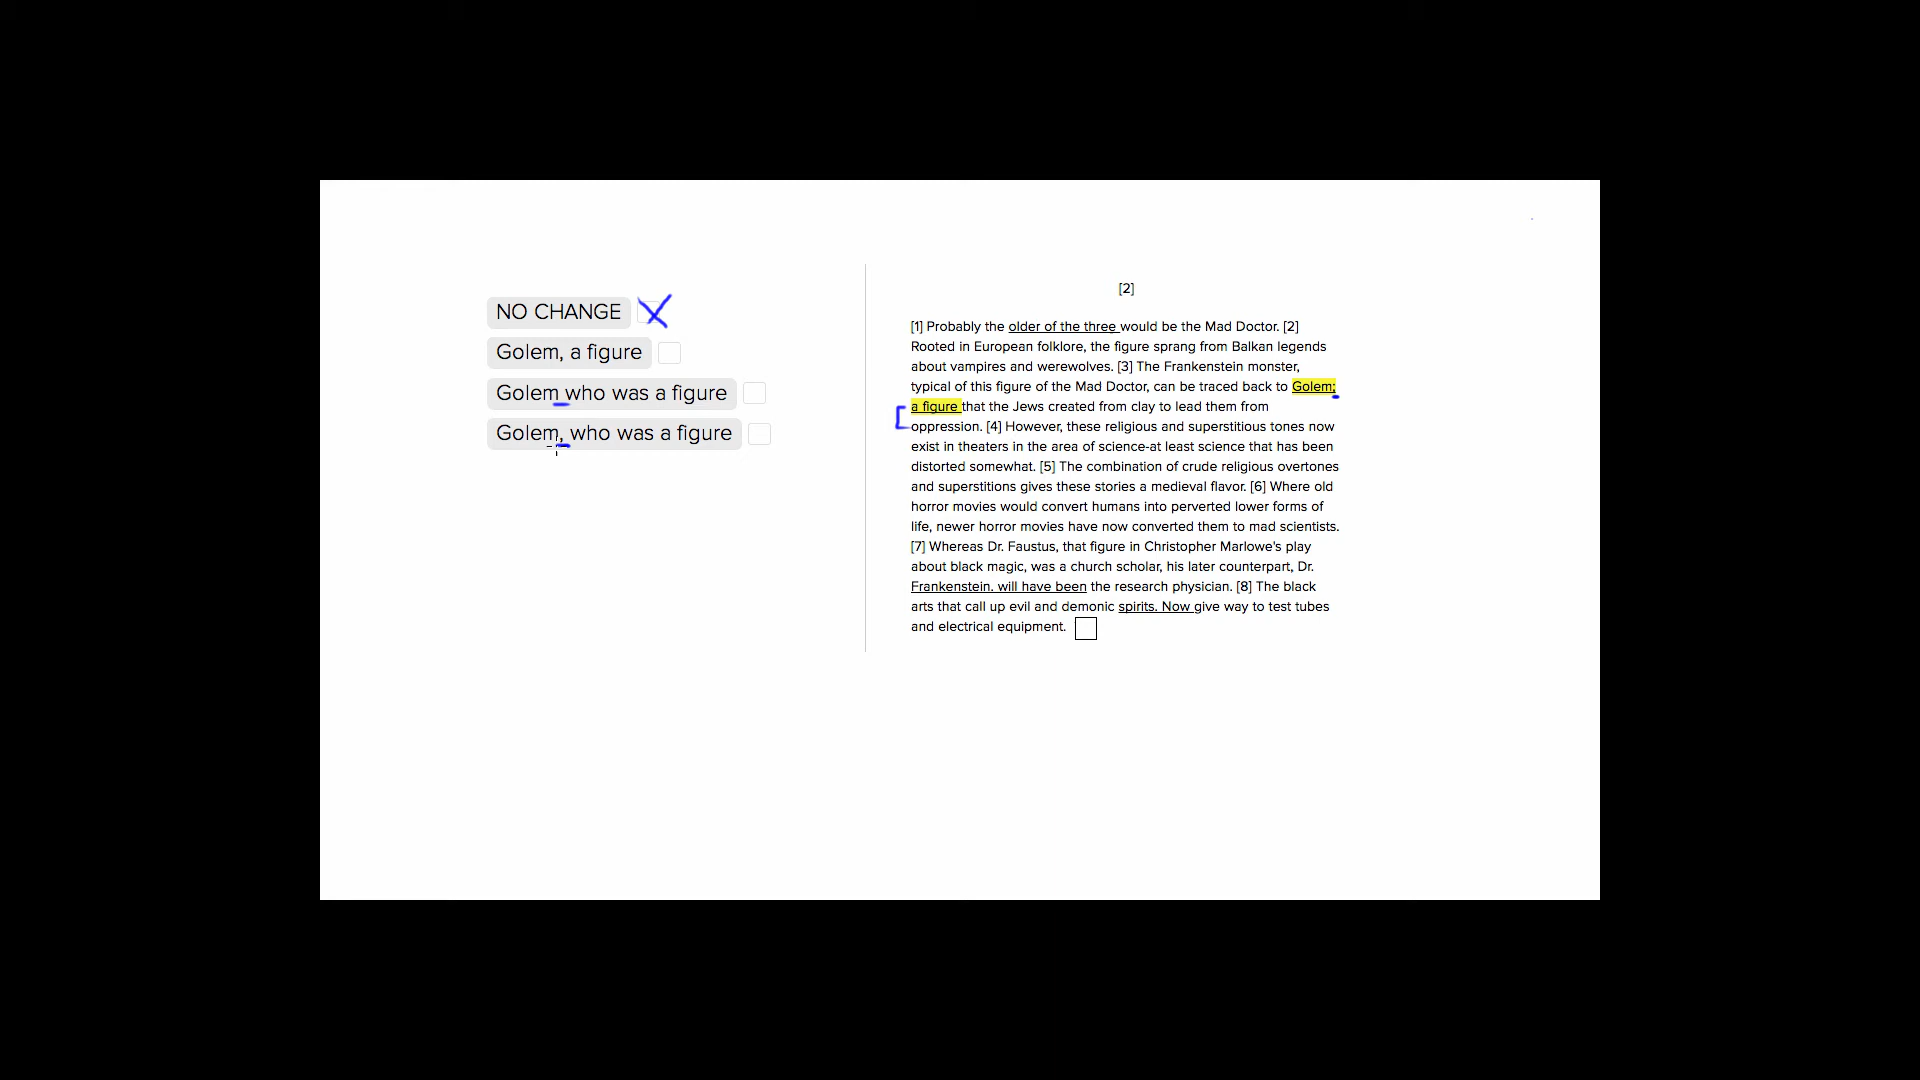 NO CHANGE
Golem, a figure
Golem who was a figure
Golem, who was a figure
[2]
[1] Probably the older of the three would be the Mad Doctor. [2]
Rooted in European folklore, the figure sprang from Balkan legends
about vampires and werewolves. [3] The Frankenstein monster,
typical of this figure of the Mad Doctor, can be traced back to Golem;
a figure that the Jews created from clay to lead them from
oppression. [4] However, these religious and superstitious tones now
exist in theaters in the area of science-at least science that has been
distorted somewhat. [5] The combination of crude religious overtones
and superstitions gives these stories a medieval flavor. [6] Where old
horror movies would convert humans into perverted lower forms of
life, newer horror movies have now converted them to mad scientists.
[7] Whereas Dr. Faustus, that figure in Christopher Marlowe's play
about black magic, was a church scholar, his later counterpart, Dr.
Frankenstein. will have been the research physician. [8] The black
arts that call up evil and demonic spirits. Now give way to test tubes
and electrical equipment.